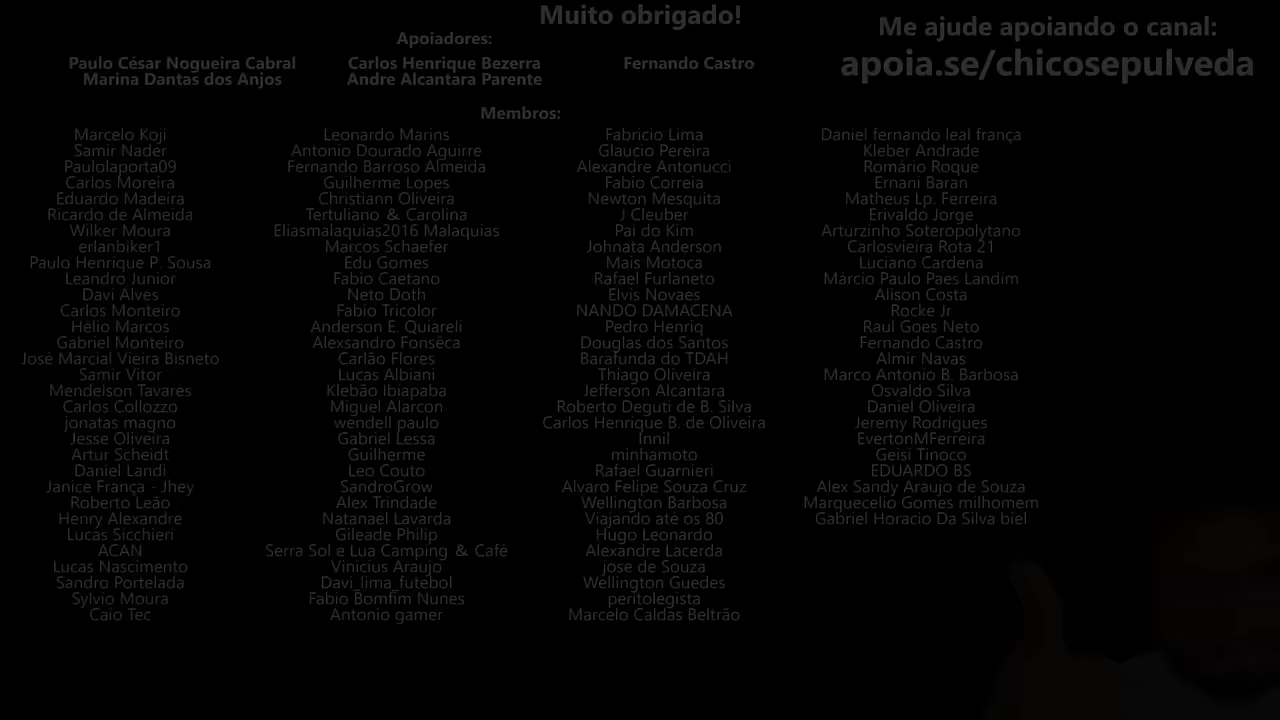 Muito obrigado!
Me ajude apoiando o canal:
apoia.se/chicosepulveda
Apoiadores:
Paulo César Nogueira Cabral
Marina Dantas dos Anjos
Carlos Henrique Bezerra
Andre Alcantara Parente
Fernando Castro
Membros:
Marcelo Koji
Samir Nader
Paulolaporta09
Carlos Moreira
Eduardo Madeira
Ricardo de Almeida
Wilker Moura
erlanbiker1
Paulo Henrique P. Sousa
Leandro Junior
Davi Alves
Carlos Monteiro
Hélio Marcos
Gabriel Monteiro
José Marcial Vieira Bisneto
Samir Vitor
Mendelson Tavares
Carlos Collozzo
jonatas magno
Jesse Oliveira
Artur Scheidt
Daniel Landi
Janice França - Jhey
Roberto Leão
Henry Alexandre
Lucas Sicchieri
ACAN
Lucas Nascimento
Sandro Portelada
Sylvio Moura
Caio Tec
Leonardo Marins
Antonio Dourado Aguirre
Fernando Barroso Almeida
Guilherme Lopes
Christiann Oliveira
Tertuliano & Carolina
Eliasmalaquias2016 Malaquias
Marcos Schaefer
Edu Gomes
Fabio Caetano
Neto Doth
Fabio Tricolor
Anderson E. Quiareli
Alexsandro Fonsêca
Carlão Flores
Lucas Albiani
Klebão Ibiapaba
Miguel Alarcon
wendell paulo
Gabriel Lessa
Guilherme
Leo Couto
SandroGrow
Alex Trindade
Natanael Lavarda
Gileade Philip
Serra Sol e Lua Camping & Café
Vinicius Araujo
Davi_lima_futebol
Fabio Bomfim Nunes
Antonio gamer
Fabricio Lima
Glaucio Pereira
Alexandre Antonucci
Fabio Correia
Newton Mesquita
J Cleuber
Pai do Kim
Johnata Anderson
Mais Motoca
Rafael Furlaneto
Elvis Novaes
NANDO DAMACENA
Pedro Henriq
Douglas dos Santos
Barafunda do TDAH
Thiago Oliveira
Jefferson Alcantara
Roberto Deguti de B. Silva
Carlos Henrique B. de Oliveira
Innil
minhamoto
Rafael Guarnieri
Alvaro Felipe Souza Cruz
Wellington Barbosa
Viajando até os 80
Hugo Leonardo
Alexandre Lacerda
jose de Souza
Wellington Guedes
peritolegista
Marcelo Caldas Beltrão
Daniel fernando leal frança
Kleber Andrade
Romário Roque
Ernani Baran
Matheus Lp. Ferreira
Erivaldo Jorge
Arturzinho Soteropolytano
Carlosvieira Rota 21
Luciano Cardena
Márcio Paulo Paes Landim
Alison Costa
Rocke Jr
Raul Goes Neto
Fernando Castro
Almir Navas
Marco Antonio B. Barbosa
Osvaldo Silva
Daniel Oliveira
Jeremy Rodrigues
EvertonMFerreira
Geisi Tinoco
EDUARDO BS
Alex Sandy Araujo de Souza
Marquecelio Gomes milhomem
Gabriel Horacio Da Silva biel